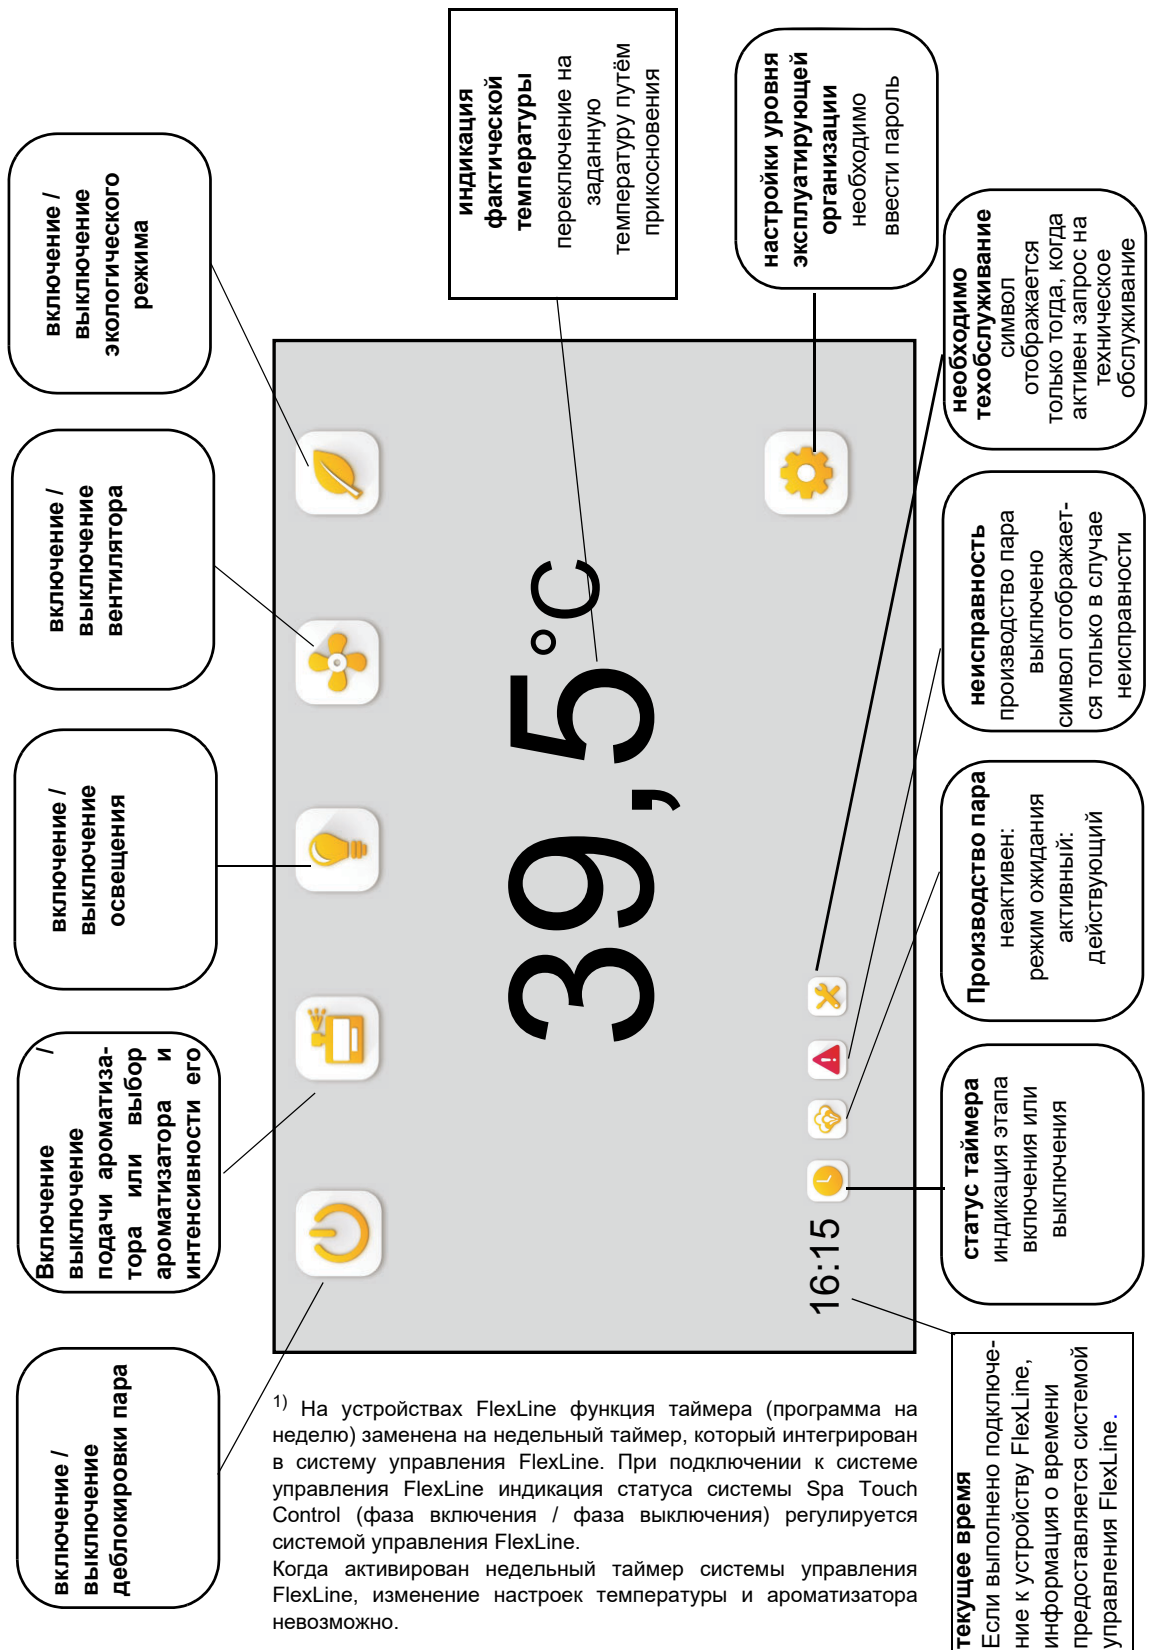 включение /
выключение
деблокировки пара
Включение /
выключение
подачи ароматиза-
тора или выбор
ароматизатор и
интенсивности его
включение /
выключение
освещения
включение /
выключение
вентилятора
включение /
выключение
экологического
режима
индикация
фактической
температуры
переключение на
заданную
температуру путём
прикосновения
настройки уровня
эксплуатирующей
организации
необходимо
ввести пароль
39,5°C
16:15
текущее время
Если выполнено подключе-
ние к устройству FlexLine,
информация о времени
предоставляется системой
управления FlexLine.
статус таймера
индикация этапа
включения или
выключения
Производство пара
неактивен:
режим ожидания
активный:
действующий
неисправность
производство пара
выключено
символ отображает-
ся только в случае
неисправности
необходимо
техобслуживание
символ
отображается
только тогда, когда
активен запрос на
техническое
обслуживание
1) На устройствах FlexLine функция таймера (программа на
неделю) заменена на недельный таймер, который интегрирован
в систему управления FlexLine. При подключении к системе
управления FlexLine индикация статуса системы Spa Touch
Control (фаза включения / фаза выключения) регулируется
системой управления FlexLine.
Когда активирован недельный таймер системы управления
FlexLine, изменение настроек температуры и ароматизатора
невозможно.